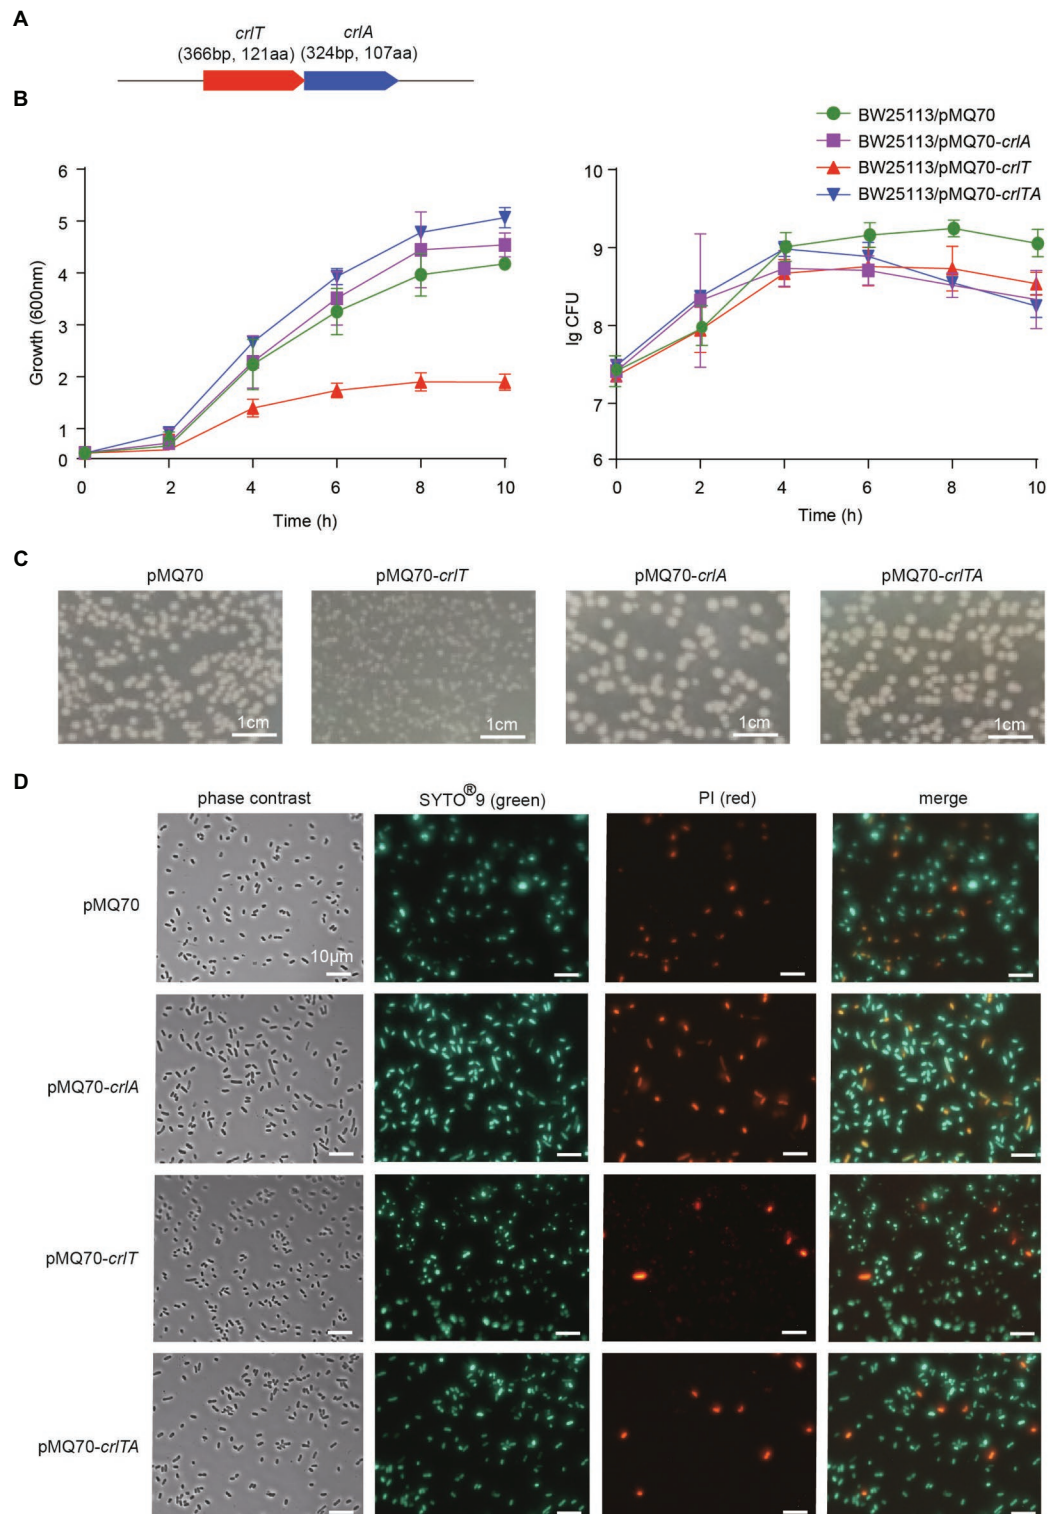 A
crlT
crlA
(366bp, 121aa) (324bp, 107aa)
B
BW25113/pMQ70
BW25113/pMQ70-crlA
BW25113/pMQ70-crlT
BW25113/pMQ70-crlTA
6
5
4
3
2
1
0
Growth (600nm)
0 2 4 6 8 10
Time (h)
10
9
8
7
6
lg CFU
0 2 4 6 8 10
Time (h)
C
pMQ70
pMQ70-crlT
pMQ70-crlA
pMQ70-crlTA
1cm
1cm
1cm
1cm
D
phase contrast
SYTO®9 (green)
PI (red)
merge
pMQ70
10µm
pMQ70-crlA
pMQ70-crlT
pMQ70-crlTA